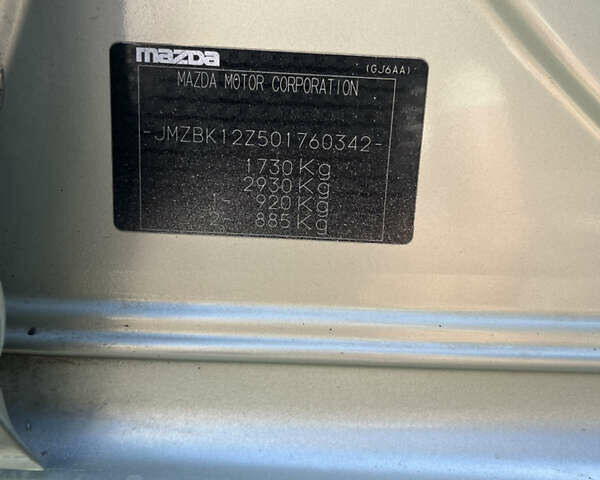 mazda
(GJ6AA)
MAZDA MOTOR CORPORATION
-JMZBK12Z501760342-
1730 Kg
2930 Kg
1- 920 Kg
2- 885 Kg